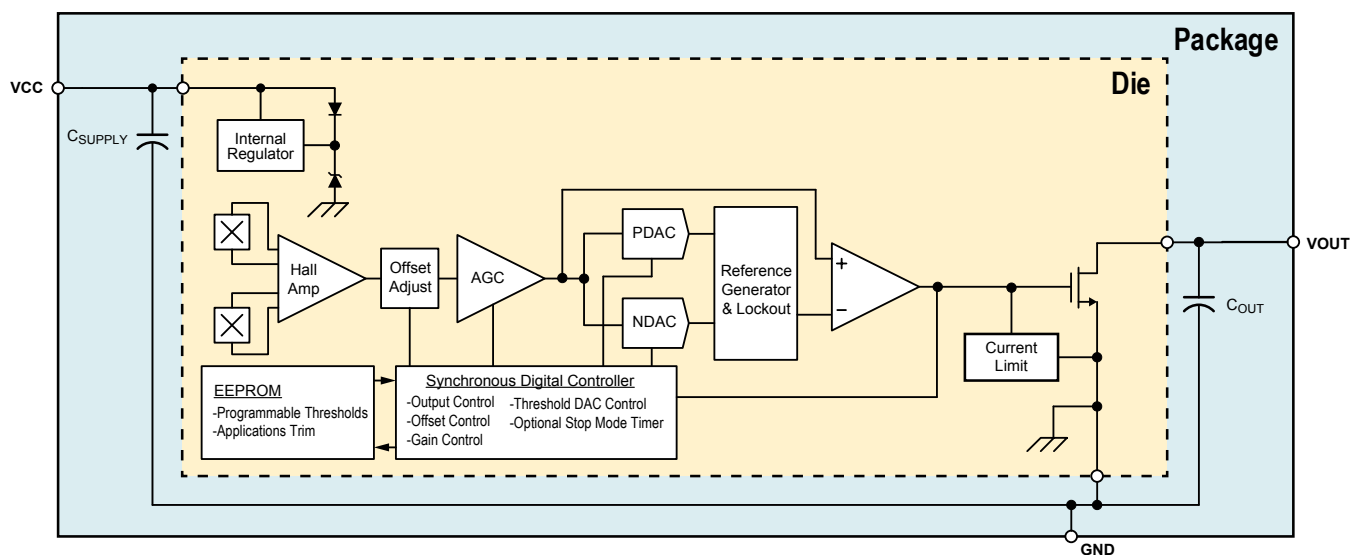 Package
Die
VCC
CSUPPLY
Internal
Regulator
Hall
Amp
Offset
Adjust
AGC
PDAC
NDAC
Reference
Generator
& Lockout
+
–
VOUT
COUT
Current
Limit
EEPROM
-Programmable Thresholds
-Applications Trim
Synchronous Digital Controller
-Output Control
-Offset Control
-Gain Control
-Threshold DAC Control
-Optional Stop Mode Timer
GND